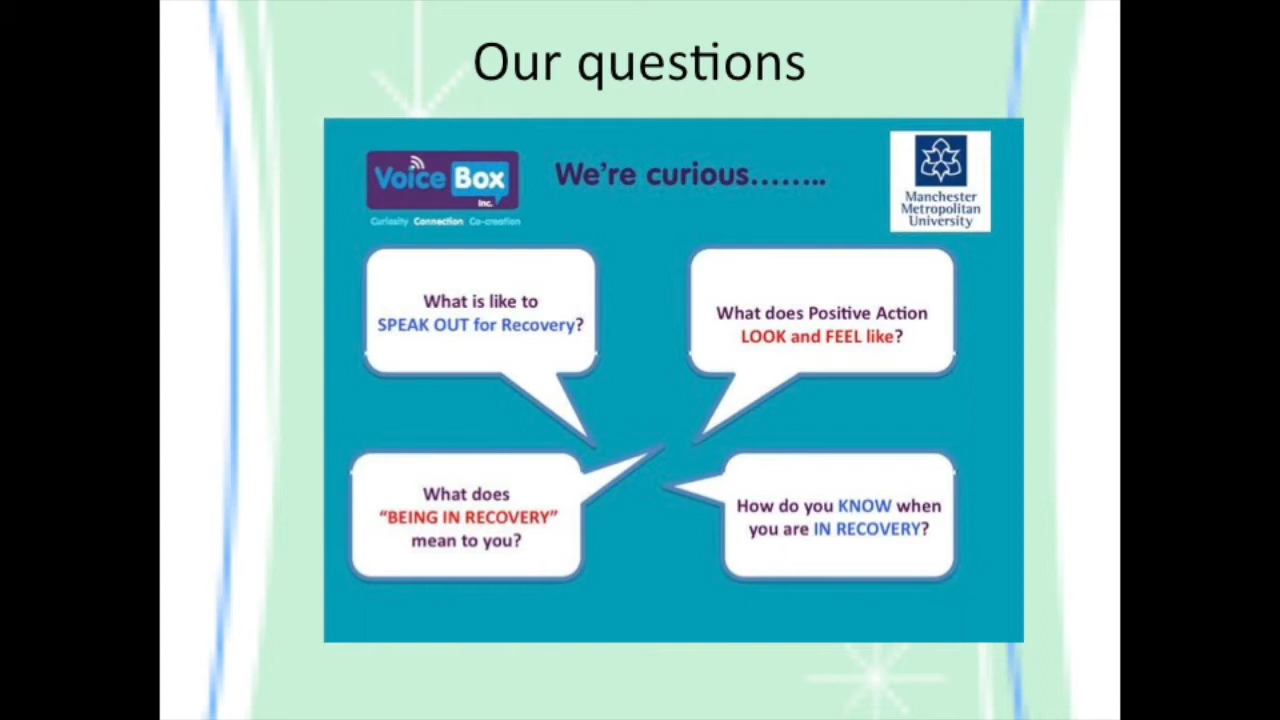 Our questions
Voice Box
Inc.
Curiosity Connection Co-creation
We're curious........
Manchester
Metropolitan
University
What is like to
SPEAK OUT for Recovery?
What does Positive Action
LOOK and FEEL like?
What does
“BEING IN RECOVERY”
mean to you?
How do you KNOW when
you are IN RECOVERY?